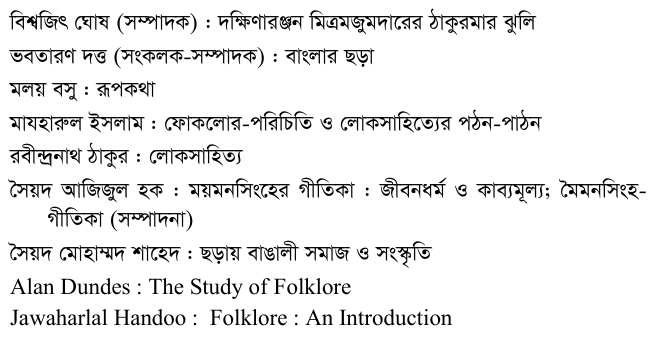 বিশ্বজিৎ ঘোষ (সম্পাদক) : দক্ষিণারঞ্জন মিত্রমজুমদারের ঠাকুরমার ঝুলি
ভবতারণ দত্ত (সংকলক-সম্পাদক) : বাংলার ছড়া
মলয় বসু : রূপকথা
মাযহারুল ইসলাম : ফোকলোর-পরিচিতি ও লোকসাহিত্যের পঠন-পাঠন
রবীন্দ্রনাথ ঠাকুর : লোকসাহিত্য
সৈয়দ আজিজুল হক : ময়মনসিংহের গীতিকা : জীবনধর্ম ও কাব্যমূল্য; মৈমনসিংহ-
গীতিকা (সম্পাদনা)
সৈয়দ মোহাম্মদ শাহেদ : ছড়ায় বাঙালী সমাজ ও সংস্কৃতি
Alan Dundes : The Study of Folklore
Jawaharlal Handoo :  Folklore : An Introduction